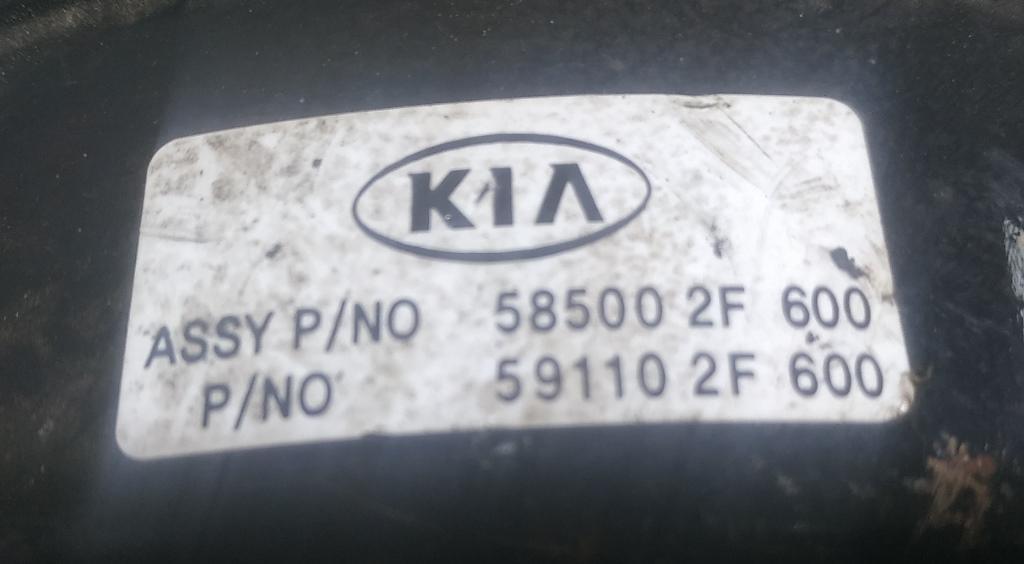 KIA
ASSY P/NO 58500 2F 600
P/NO 59110 2F 600